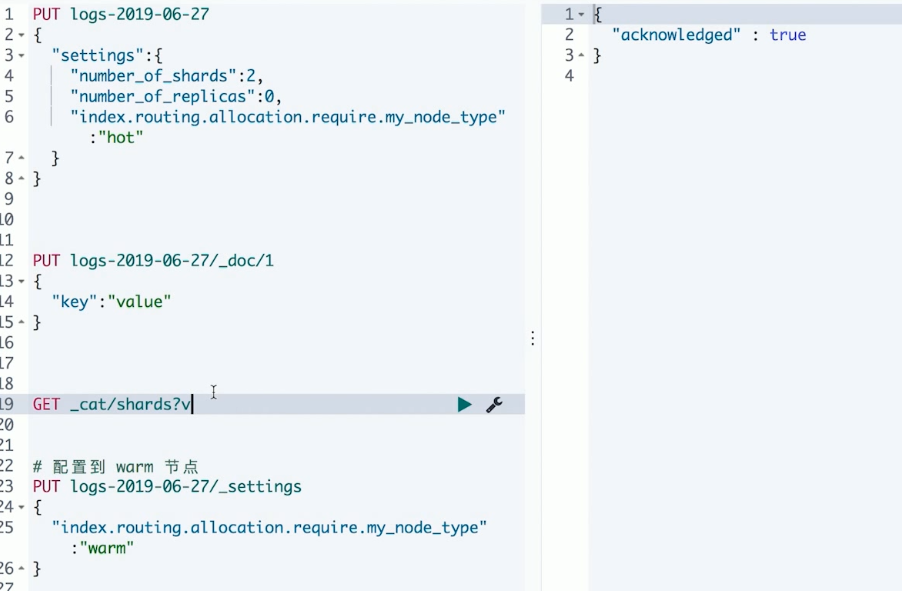 1 PUT logs-2019-06-27
2 {
3 "settings":{
4 "number_of_shards":2,
5 "number_of_replicas":0,
6 "index.routing.allocation.require.my_node_type"
:"hot"
7 }
8 }
9
10
11
12 PUT logs-2019-06-27/_doc/1
13 {
14 "key":"value"
15 }
16
17
18
19 GET _cat/shards?v
20
21
22 # 配置到 warm 节点
23 PUT logs-2019-06-27/_settings
24 {
25 "index.routing.allocation.require.my_node_type"
:"warm"
26 }
27
1 {
2 "acknowledged" : true
3 }
4